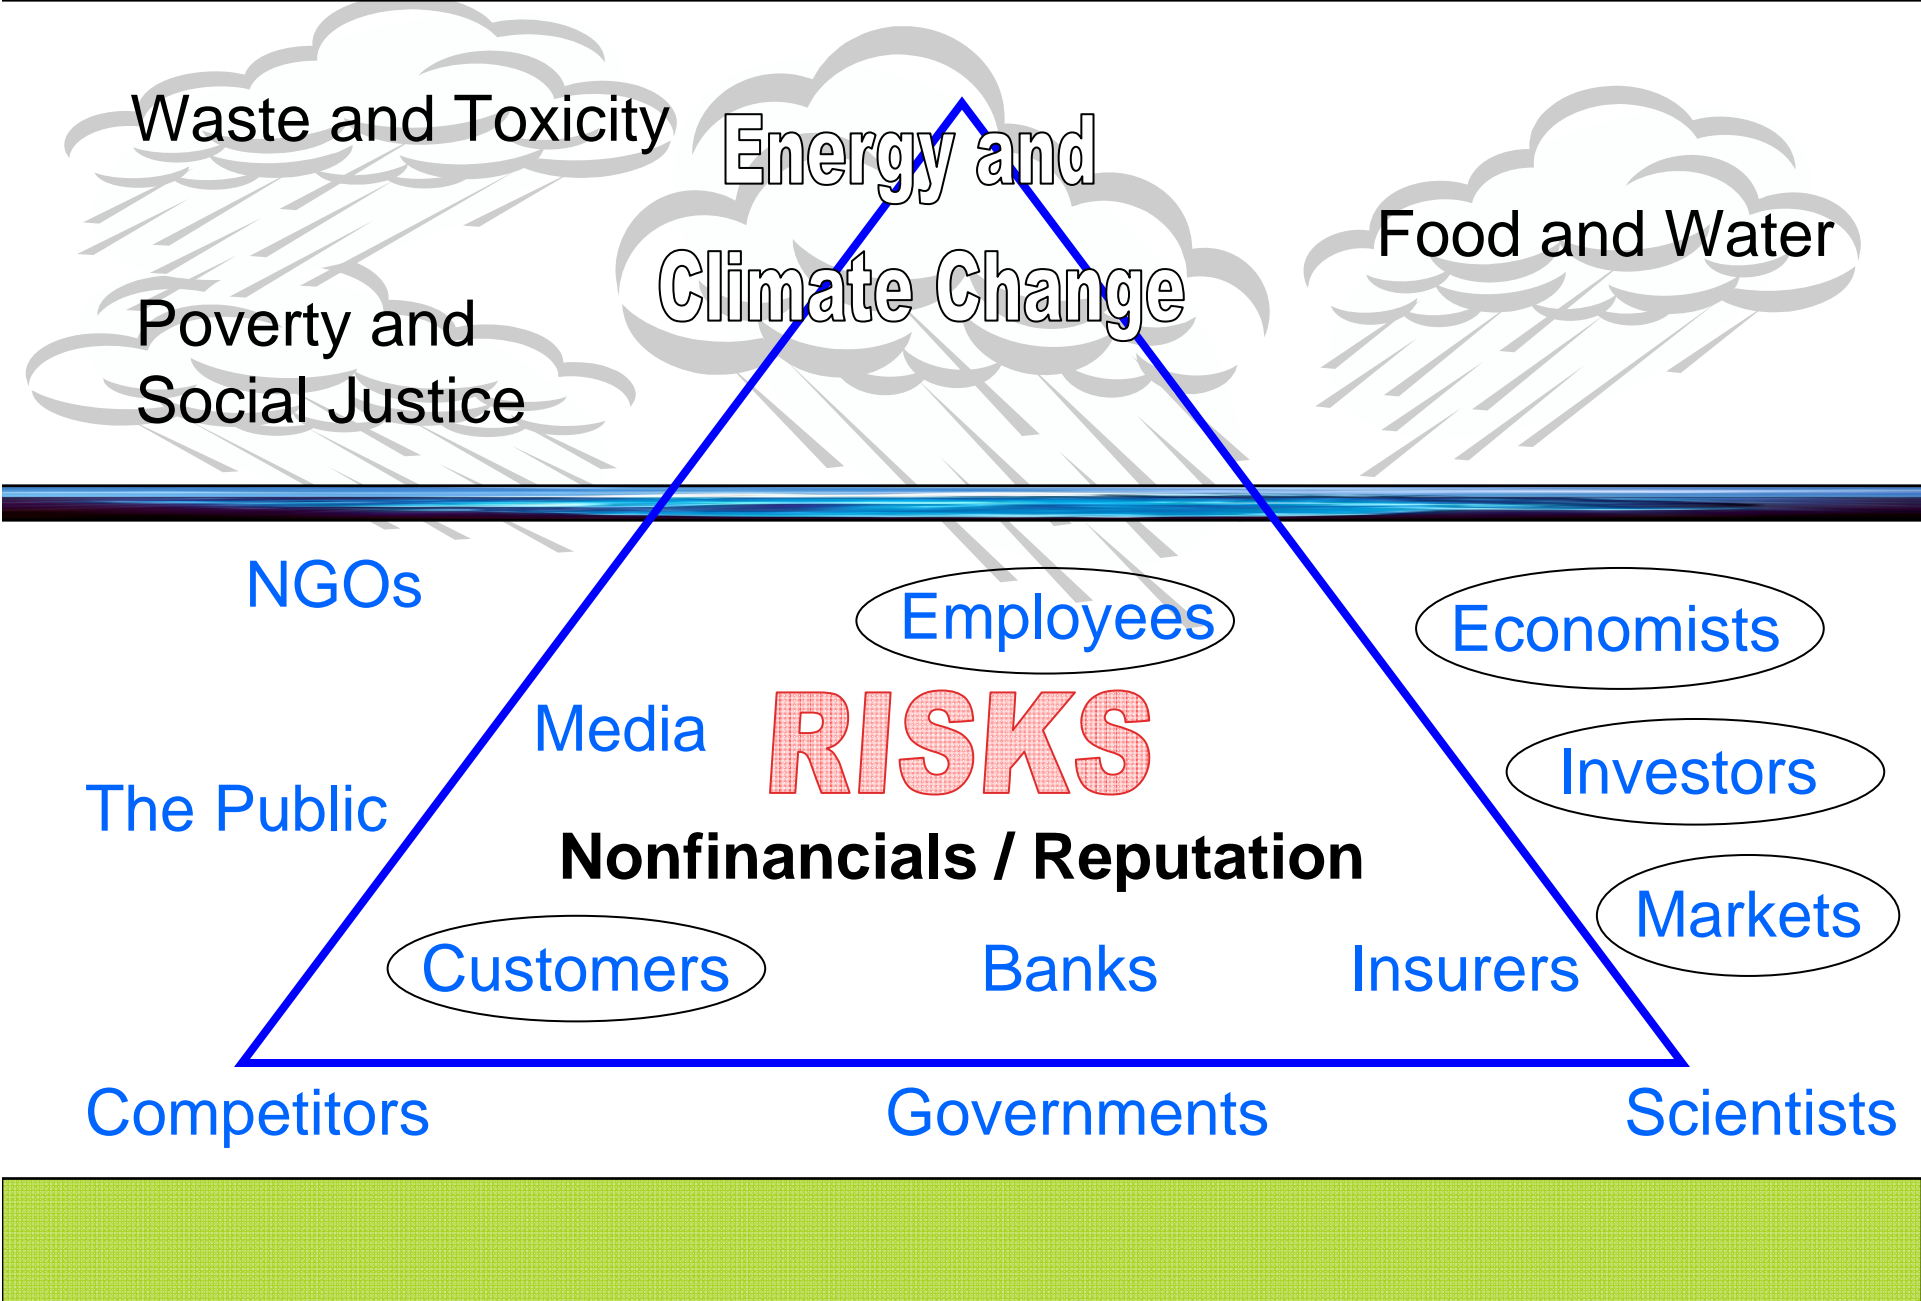 Waste and Toxicity
Energy and
Climate Change
Food and Water
Poverty and
Social Justice
NGOs
Employees
Economists
Media
RISKS
Investors
The Public
Nonfinancials / Reputation
Markets
Customers
Banks
Insurers
Competitors
Governments
Scientists